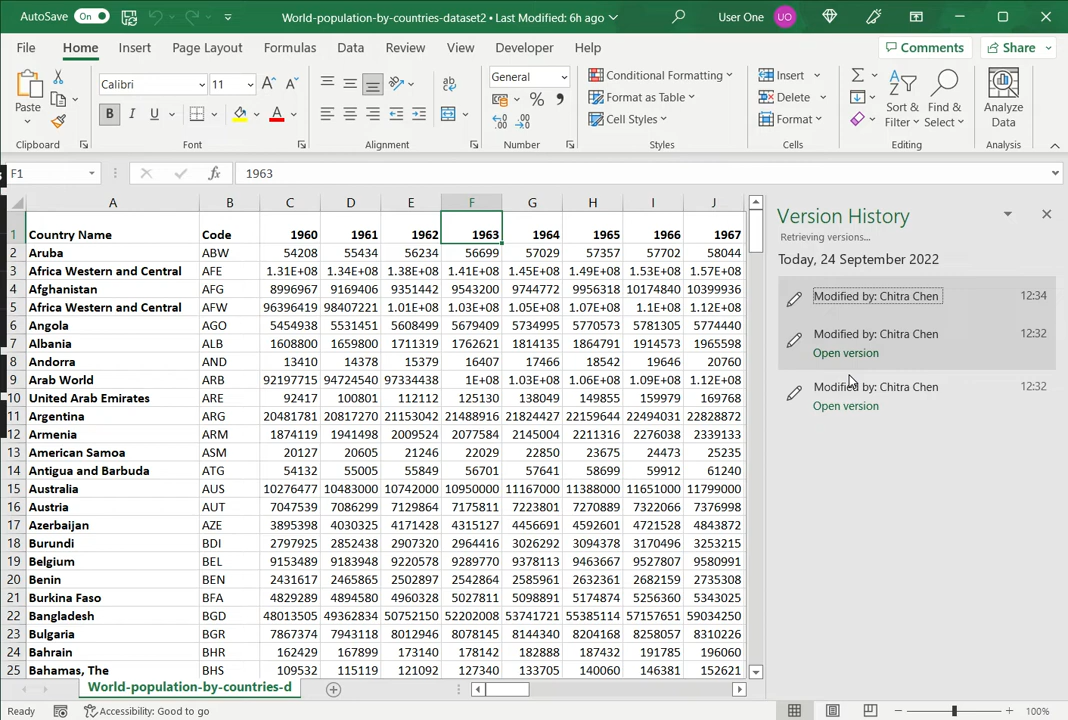 AutoSave On World-population-by-countries-dataset2 • Last Modified: 6h ago User One UO
File Home Insert Page Layout Formulas Data Review View Developer Help Comments Share
Paste Calibri 11 A A General Conditional Formatting Insert Sort & Find & Analyze
B I U A Format as Table Delete Filter Select Data
Cell Styles Format
Clipboard Font Alignment Number Styles Cells Editing Analysis
F1 fx 1963
A B C D E F G H I J
1 Country Name Code 1960 1961 1962 1963 1964 1965 1966 1967
2 Aruba ABW 54208 55434 56234 56699 57029 57357 57702 58044
3 Africa Western and Central AFE 1.31E+08 1.34E+08 1.38E+08 1.41E+08 1.45E+08 1.49E+08 1.53E+08 1.57E+08
4 Afghanistan AFG 8996967 9169406 9351442 9543200 9744772 9956318 10174840 10399936
5 Africa Western and Central AFW 96396419 98407221 1.01E+08 1.03E+08 1.05E+08 1.07E+08 1.1E+08 1.12E+08
6 Angola AGO 5454938 5531451 5608499 5679409 5734995 5770573 5781305 5774440
7 Albania ALB 1608800 1659800 1711319 1762621 1814135 1864791 1914573 1965598
8 Andorra AND 13410 14378 15379 16407 17466 18542 19646 20760
9 Arab World ARB 92197715 94724540 97334438 1E+08 1.03E+08 1.06E+08 1.09E+08 1.12E+08
10 United Arab Emirates ARE 92417 100801 112112 125130 138049 149855 159979 169768
11 Argentina ARG 20481781 20817270 21153042 21488916 21824427 22159644 22494031 22828872
12 Armenia ARM 1874119 1941498 2009524 2077584 2145004 2211316 2276038 2339133
13 American Samoa ASM 20127 20605 21246 22029 22850 23675 24473 25235
14 Antigua and Barbuda ATG 54132 55005 55849 56701 57641 58699 59912 61240
15 Australia AUS 10276477 10483000 10742000 10950000 11167000 11388000 11651000 11799000
16 Austria AUT 7047539 7086299 7129864 7175811 7223801 7270889 7322066 7376998
17 Azerbaijan AZE 3895398 4030325 4171428 4315127 4456691 4592601 4721528 4843872
18 Burundi BDI 2797925 2852438 2907320 2964416 3026292 3094378 3170496 3253215
19 Belgium BEL 9153489 9183948 9220578 9289770 9378113 9463667 9527807 9580991
20 Benin BEN 2431617 2465865 2502897 2542864 2585961 2632361 2682159 2735308
21 Burkina Faso BFA 4829289 4894580 4960328 5027811 5098891 5174874 5256360 5343025
22 Bangladesh BGD 48013505 49362834 50752150 52202008 53741721 55385114 57157651 59034250
23 Bulgaria BGR 7867374 7943118 8012946 8078145 8144340 8204168 8258057 8310226
24 Bahrain BHR 162429 167899 173140 178142 182888 187432 191785 196060
25 Bahamas, The BHS 109532 115119 121092 127340 133705 140060 146381 152621
Version History
Retrieving versions...
Today, 24 September 2022
Modified by: Chitra Chen 12:34
Modified by: Chitra Chen 12:32
Open version
Modified by: Chitra Chen 12:32
Open version
World-population-by-countries-d
Ready Accessibility: Good to go 100%